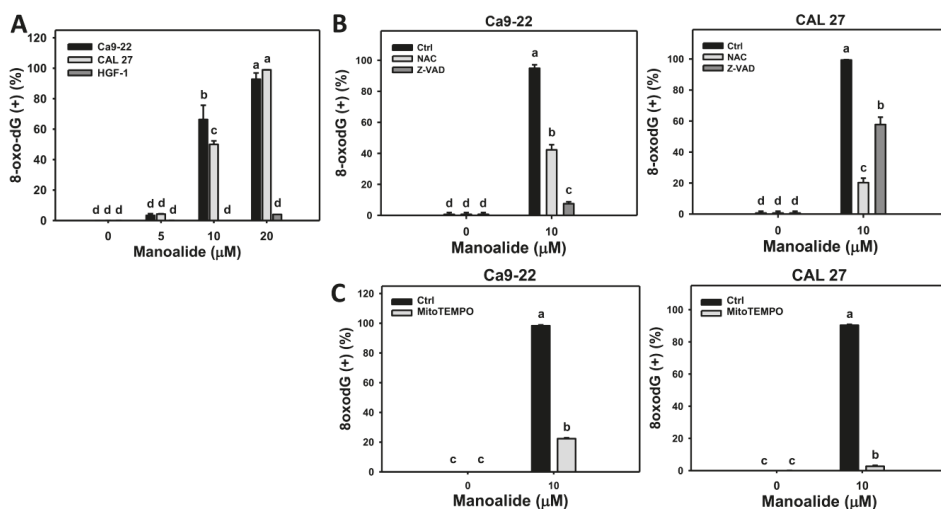 A
Ca9-22
CAL 27
HGF-1
8-oxo-dG (+) (%)
120
100
80
60
40
20
0
d d d
d d d
b
c
d
a a
d
0
5
10
20
Manoalide (μM)
B
Ca9-22
Ctrl
NAC
Z-VAD
8-oxodG (+) (%)
100
80
60
40
20
0
d d d
a
b
c
0
10
Manoalide (μM)
CAL 27
Ctrl
NAC
Z-VAD
8-oxodG (+) (%)
100
80
60
40
20
0
d d d
a
c
b
0
10
Manoalide (μM)
C
Ca9-22
Ctrl
MitoTEMPO
8oxodG (+) (%)
120
100
80
60
40
20
0
c c
a
b
0
10
Manoalide (μM)
CAL 27
Ctrl
MitoTEMPO
8oxodG (+) (%)
100
80
60
40
20
0
c c
a
b
0
10
Manoalide (μM)